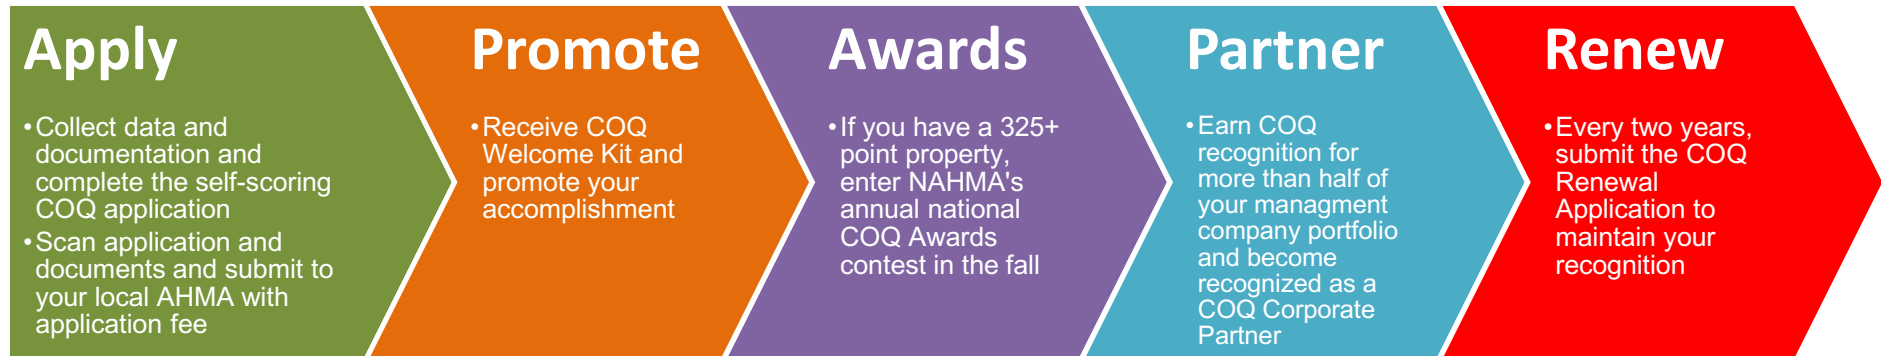 Apply
•Collect data and
documentation and
complete the self-scoring
COQ application
•Scan application and
documents and submit to
your local AHMA with
application fee
Promote
•Receive COQ
Welcome Kit and
promote your
accomplishment
Awards
•If you have a 325+
point property,
enter NAHMA's
annual national
COQ Awards
contest in the fall
Partner
•Earn COQ
recognition for
more than half of
your managment
company portfolio
and become
recognized as a
COQ Corporate
Partner
Renew
•Every two years,
submit the COQ
Renewal
Application to
maintain your
recognition